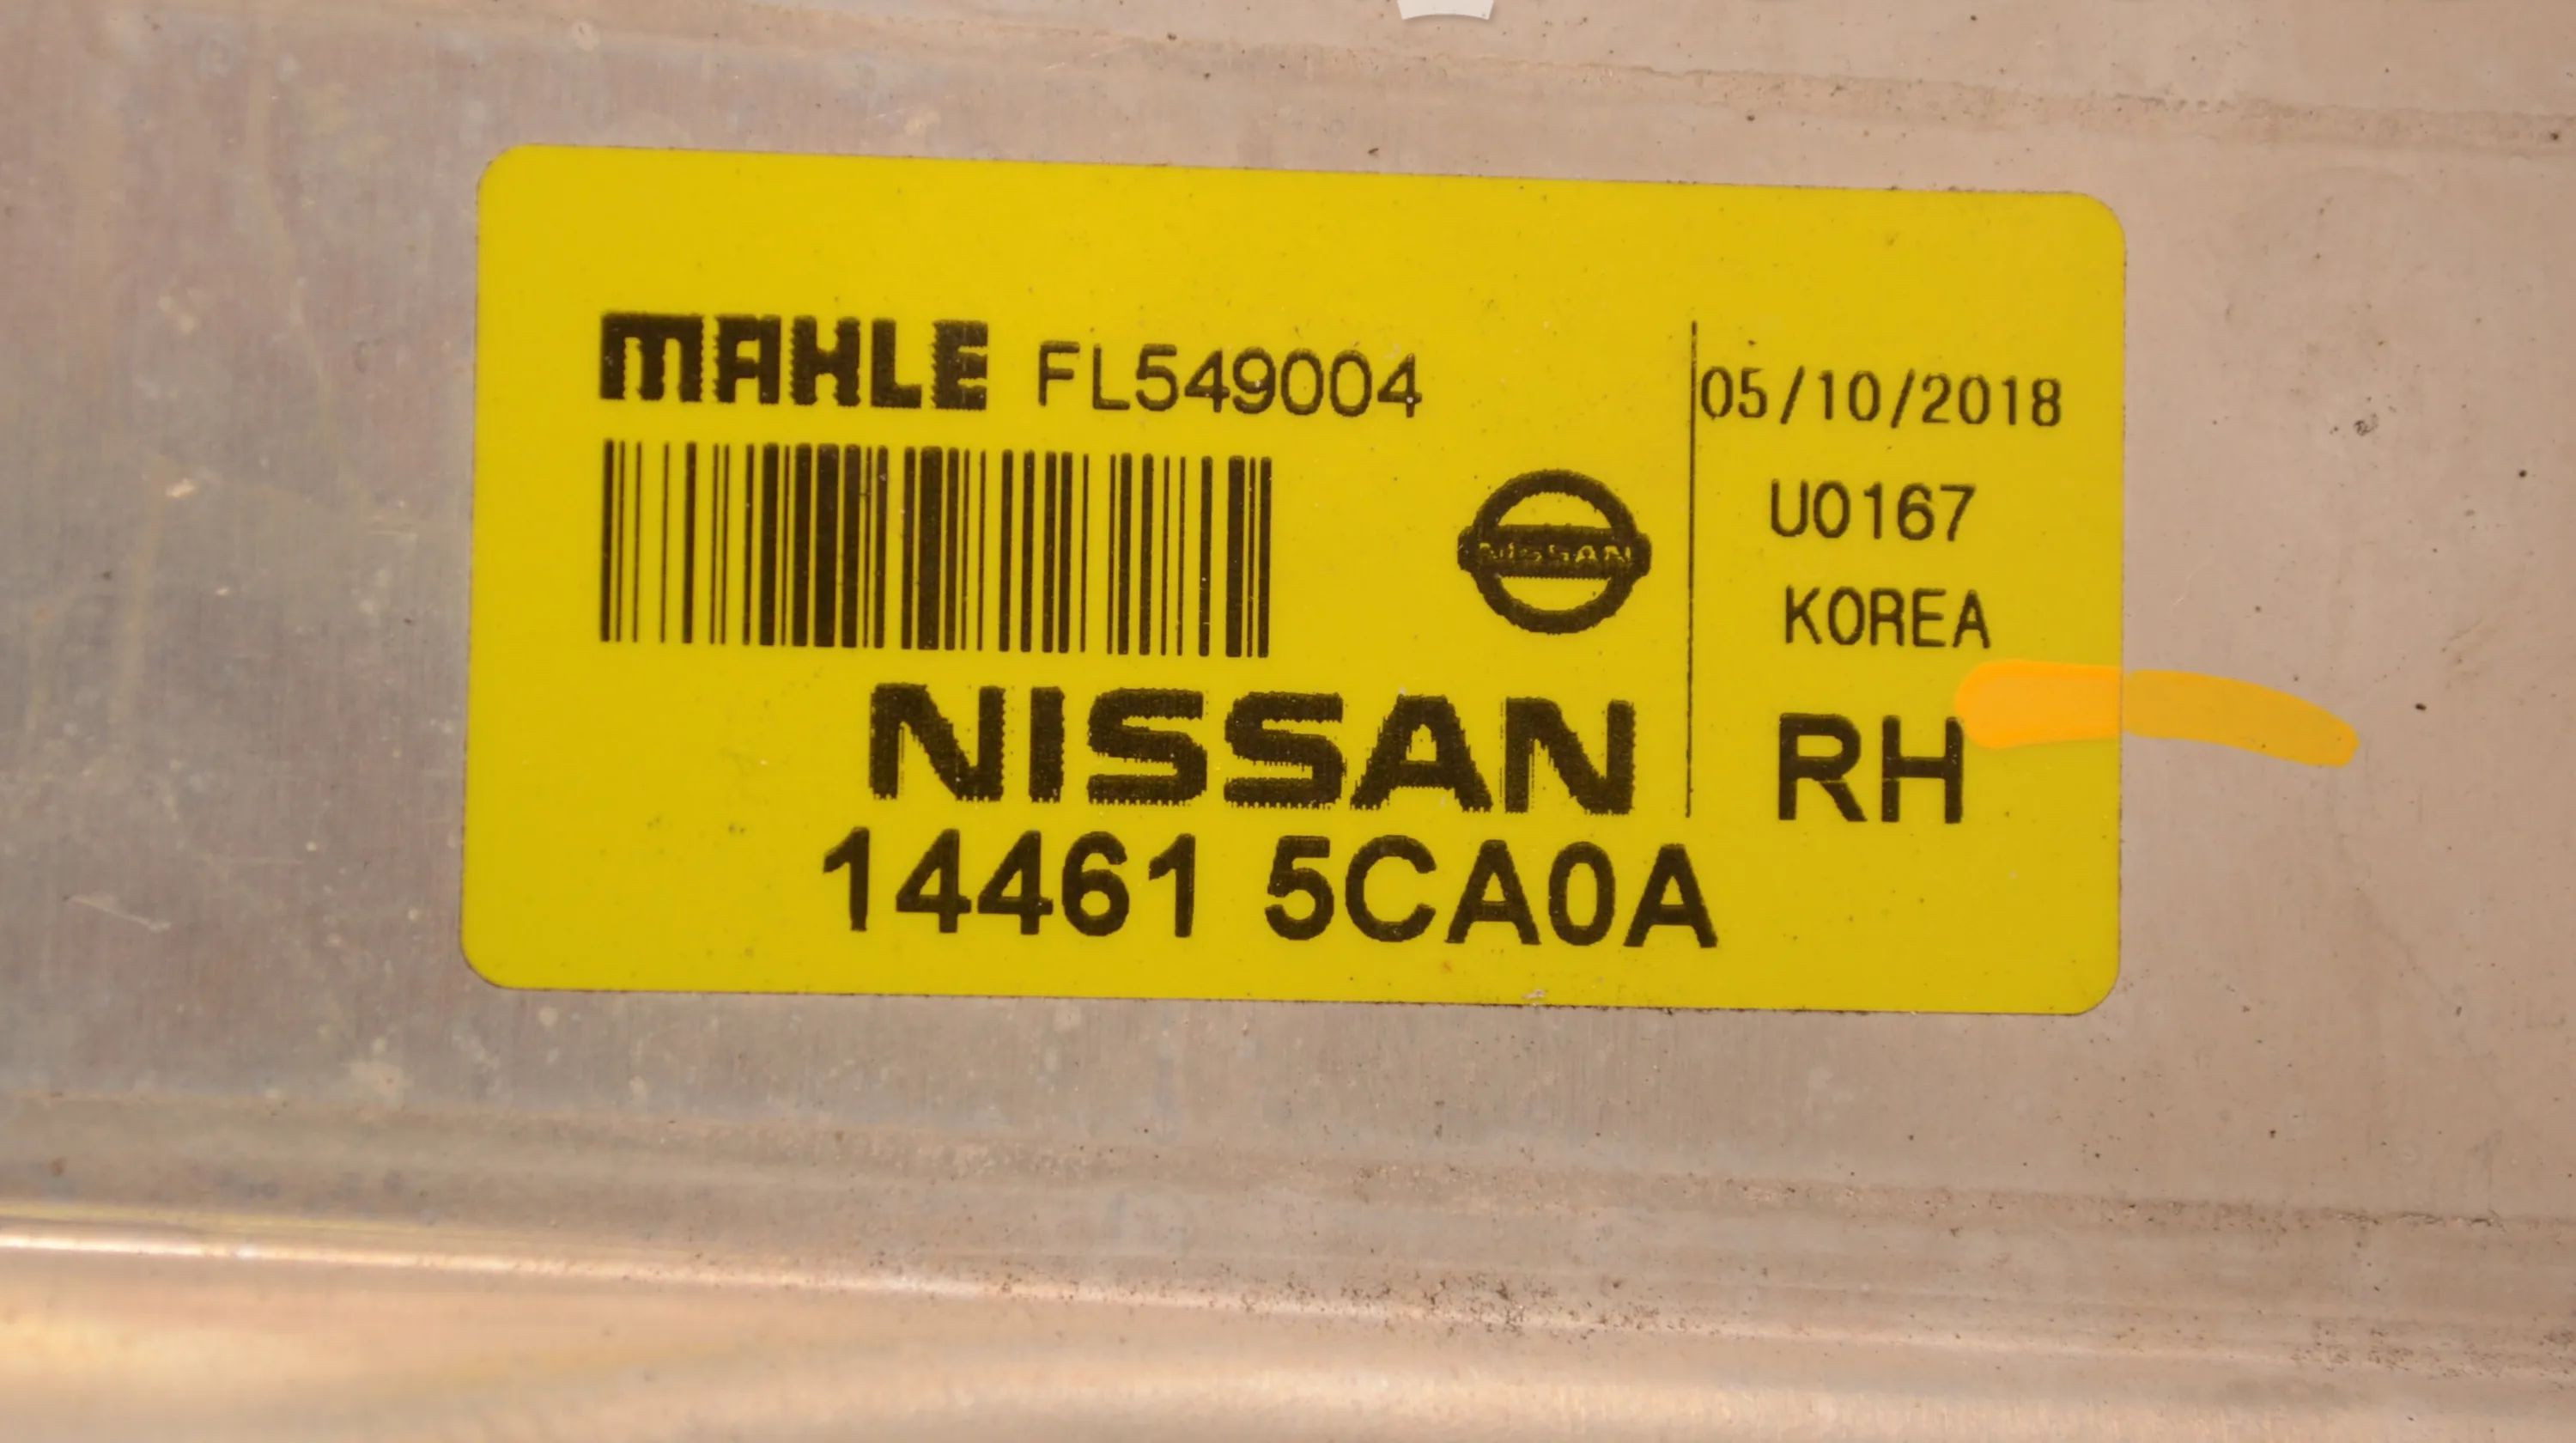 MAHLE FL549004
05/10/2018
U0167
NISSAN
KOREA
NISSAN
RH
14461 5CA0A